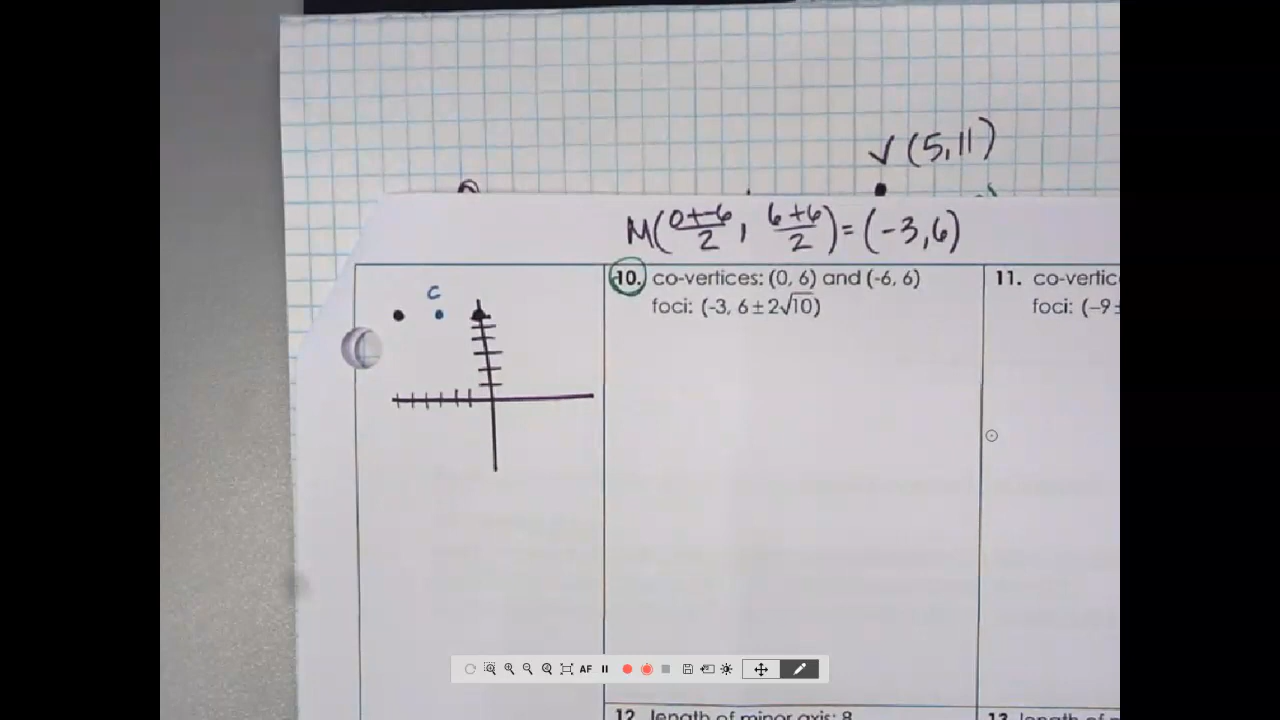 √ (5,11)
M(0+-6/2, 6+6/2) = (-3,6)
10. co-vertices: (0, 6) and (-6, 6)
foci: (-3, 6 ± 2√10)
11. co-vertic
foci: (-9 ±
C
AF
12. length of minor axis: 8
13. length of